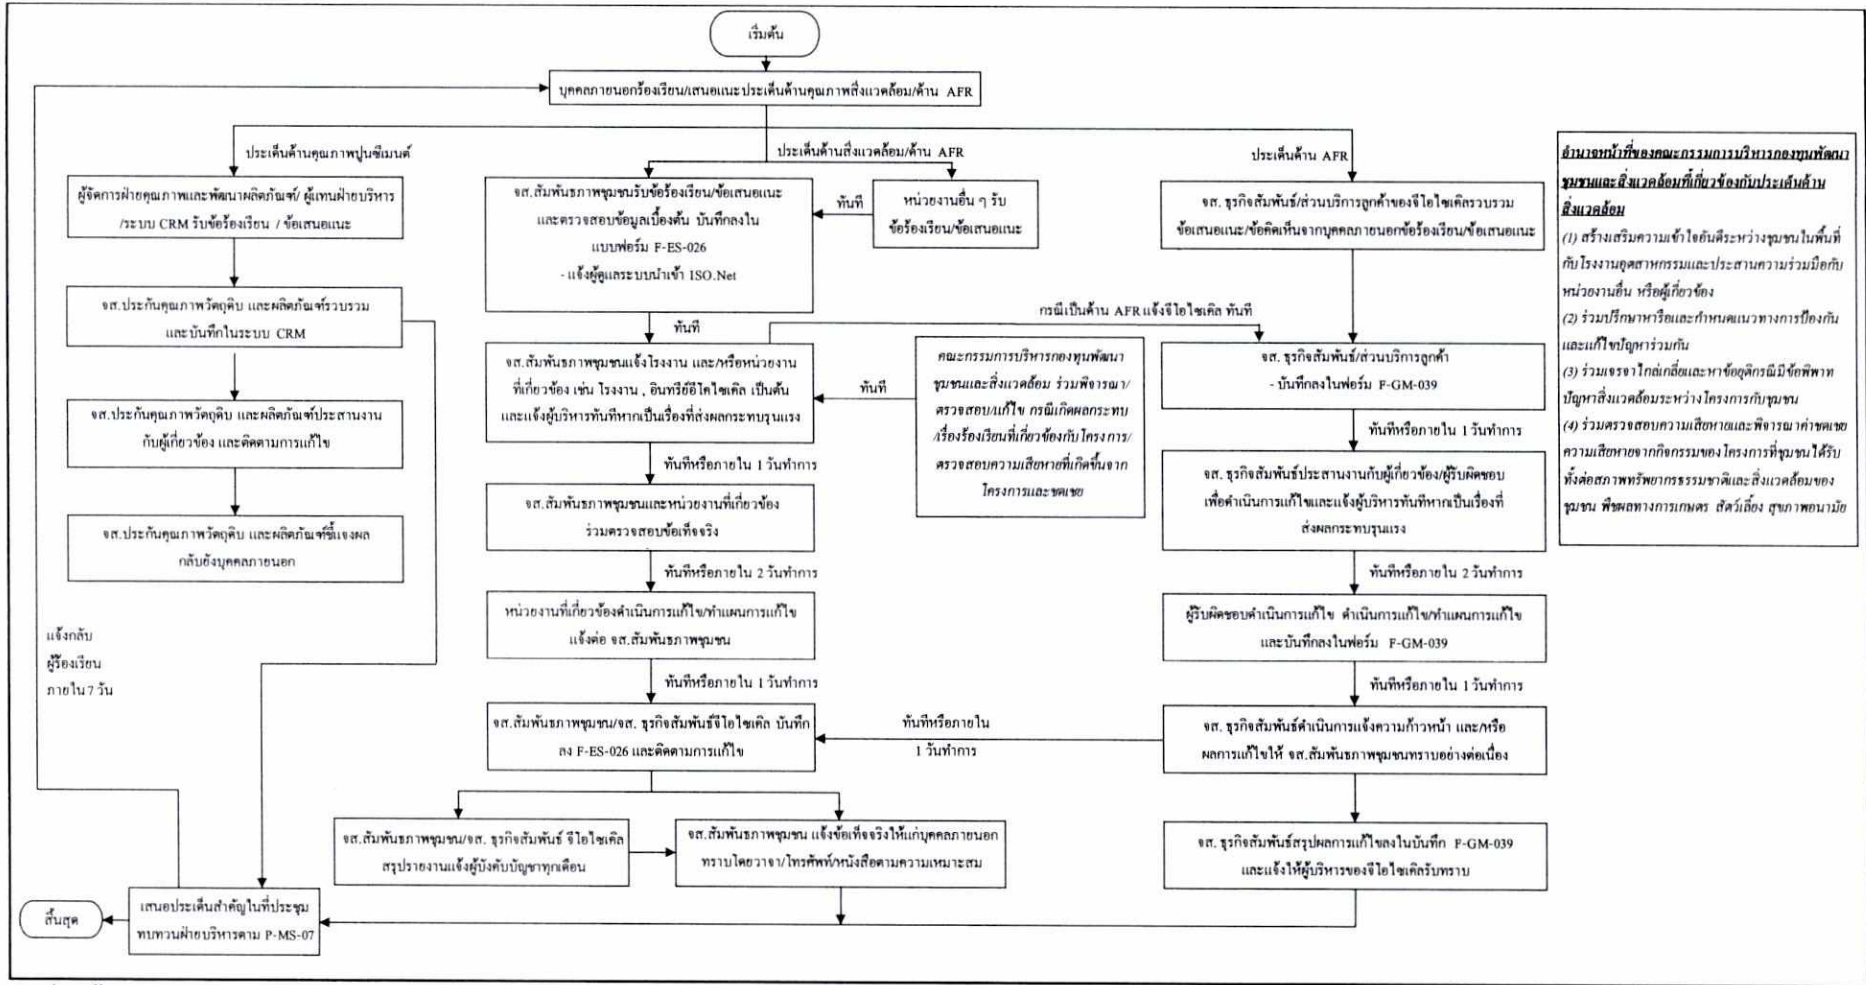 เริ่มต้น
บุคคลภายนอกร้องเรียน/เสนอแนะประเด็นด้านคุณภาพสิ่งแวดล้อม/ด้าน AFR
ประเด็นด้านคุณภาพปูนซีเมนต์
ผู้จัดการฝ่ายคุณภาพและพัฒนาผลิตภัณฑ์/ ผู้แทนฝ่ายบริหาร
/ระบบ CRM รับข้อร้องเรียน / ข้อเสนอแนะ
จส.ประกันคุณภาพวัตถุดิบ และผลิตภัณฑ์รวบรวม
และบันทึกในระบบ CRM
จส.ประกันคุณภาพวัตถุดิบ และผลิตภัณฑ์ประสานงาน
กับผู้เกี่ยวข้อง และติดตามการแก้ไข
จส.ประกันคุณภาพวัตถุดิบ และผลิตภัณฑ์ชี้แจงผล
กลับยังบุคคลภายนอก
แจ้งกลับ
ผู้ร้องเรียน
ภายใน 7 วัน
ประเด็นด้านสิ่งแวดล้อม/ด้าน AFR
จส.สัมพันธภาพชุมชนรับข้อร้องเรียน/ข้อเสนอแนะ
และตรวจสอบข้อมูลเบื้องต้น บันทึกลงใน
แบบฟอร์ม F-ES-026
- แจ้งผู้ดูแลระบบนำเข้า ISO.Net
ทันที
หน่วยงานอื่น ๆ รับ
ข้อร้องเรียน/ข้อเสนอแนะ
ทันที
กรณีเป็นด้าน AFR แจ้งจีโอไซเคิล ทันที
จส.สัมพันธภาพชุมชนแจ้งโรงงาน และ/หรือหน่วยงาน
ที่เกี่ยวข้อง เช่น โรงงาน , อินทรีย์อีโคไซเคิล เป็นต้น
และแจ้งผู้บริหารทันทีหากเป็นเรื่องที่ส่งผลกระทบรุนแรง
ทันที
คณะกรรมการบริหารกองทุนพัฒนา
ชุมชนและสิ่งแวดล้อม ร่วมพิจารณา/
ตรวจสอบ/แก้ไข กรณีเกิดผลกระทบ
/เรื่องร้องเรียนที่เกี่ยวข้องกับโครงการ/
ตรวจสอบความเสียหายที่เกิดขึ้นจาก
โครงการและชดเชย
ทันทีหรือภายใน 1 วันทำการ
จส.สัมพันธภาพชุมชนและหน่วยงานที่เกี่ยวข้อง
ร่วมตรวจสอบข้อเท็จจริง
ทันทีหรือภายใน 2 วันทำการ
หน่วยงานที่เกี่ยวข้องดำเนินการแก้ไข/ทำแผนการแก้ไข
แจ้งต่อ จส.สัมพันธภาพชุมชน
ทันทีหรือภายใน 1 วันทำการ
จส.สัมพันธภาพชุมชน/จส. ธุรกิจสัมพันธ์จีโอไซเคิล บันทึก
ลง F-ES-026 และติดตามการแก้ไข
ทันทีหรือภายใน
1 วันทำการ
จส.สัมพันธภาพชุมชน/จส. ธุรกิจสัมพันธ์ จีโอไซเคิล
สรุปรายงานแจ้งผู้บังคับบัญชาทุกเดือน
จส.สัมพันธภาพชุมชน แจ้งข้อเท็จจริงให้แก่บุคคลภายนอก
ทราบโดยวาจา/โทรศัพท์/หนังสือตามความเหมาะสม
ประเด็นด้าน AFR
จส. ธุรกิจสัมพันธ์/ส่วนบริการลูกค้าของจีโอไซเคิลรวบรวม
ข้อเสนอแนะ/ข้อคิดเห็นจากบุคคลภายนอกข้อร้องเรียน/ข้อเสนอแนะ
จส. ธุรกิจสัมพันธ์/ส่วนบริการลูกค้า
- บันทึกลงในฟอร์ม F-GM-039
ทันทีหรือภายใน 1 วันทำการ
จส. ธุรกิจสัมพันธ์ประสานงานกับผู้เกี่ยวข้อง/ผู้รับผิดชอบ
เพื่อดำเนินการแก้ไขและแจ้งผู้บริหารทันทีหากเป็นเรื่องที่
ส่งผลกระทบรุนแรง
ทันทีหรือภายใน 2 วันทำการ
ผู้รับผิดชอบดำเนินการแก้ไข ดำเนินการแก้ไข/ทำแผนการแก้ไข
และบันทึกลงในฟอร์ม F-GM-039
ทันทีหรือภายใน 1 วันทำการ
จส. ธุรกิจสัมพันธ์ดำเนินการแจ้งความก้าวหน้า และ/หรือ
ผลการแก้ไขให้ จส.สัมพันธภาพชุมชนทราบอย่างต่อเนื่อง
จส. ธุรกิจสัมพันธ์สรุปผลการแก้ไขลงในบันทึก F-GM-039
และแจ้งให้ผู้บริหารของจีโอไซเคิลรับทราบ
เสนอประเด็นสำคัญในที่ประชุม
ทบทวนฝ่ายบริหารตาม P-MS-07
สิ้นสุด
อำนาจหน้าที่ของคณะกรรมการบริหารกองทุนพัฒนา
ชุมชนและสิ่งแวดล้อมที่เกี่ยวข้องกับประเด็นด้าน
สิ่งแวดล้อม
(1) สร้างเสริมความเข้าใจอันดีระหว่างชุมชนในพื้นที่
กับโรงงานอุตสาหกรรมและประสานความร่วมมือกับ
หน่วยงานอื่น หรือผู้เกี่ยวข้อง
(2) ร่วมปรึกษาหารือและกำหนดแนวทางการป้องกัน
และแก้ไขปัญหาร่วมกัน
(3) ร่วมเจรจาไกล่เกลี่ยและหาข้อยุติกรณีมีข้อพิพาท
ปัญหาสิ่งแวดล้อมระหว่างโครงการกับชุมชน
(4) ร่วมตรวจสอบความเสียหายและพิจารณาค่าชดเชย
ความเสียหายจากกิจกรรมของโครงการที่ชุมชนได้รับ
ทั้งต่อสภาพทรัพยากรธรรมชาติและสิ่งแวดล้อมของ
ชุมชน พืชผลทางการเกษตร สัตว์เลี้ยง สุขภาพอนามัย